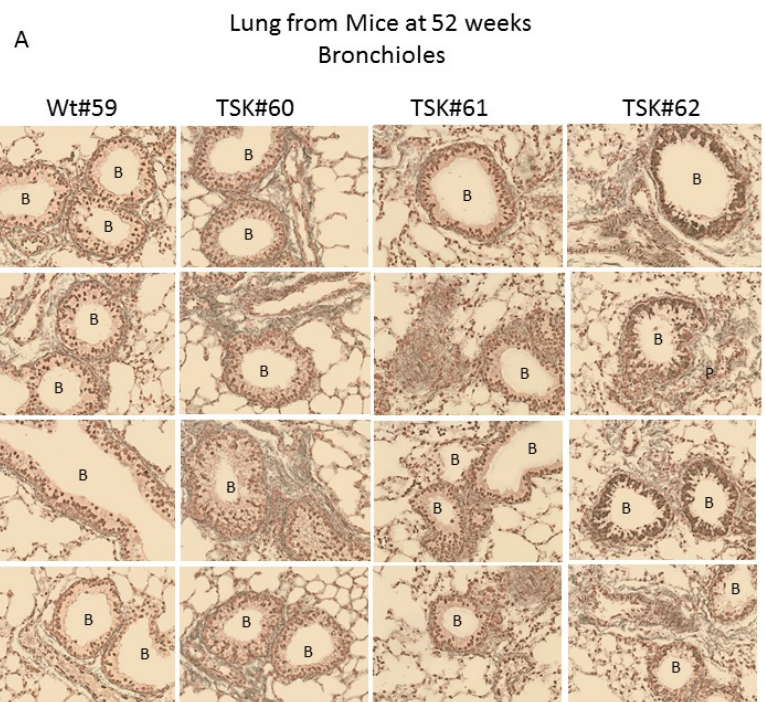 A
Lung from Mice at 52 weeks
Bronchioles
Wt#59 TSK#60 TSK#61 TSK#62
B B B B B B B
B B B B B P
B B B B B B B
B B B B B B B